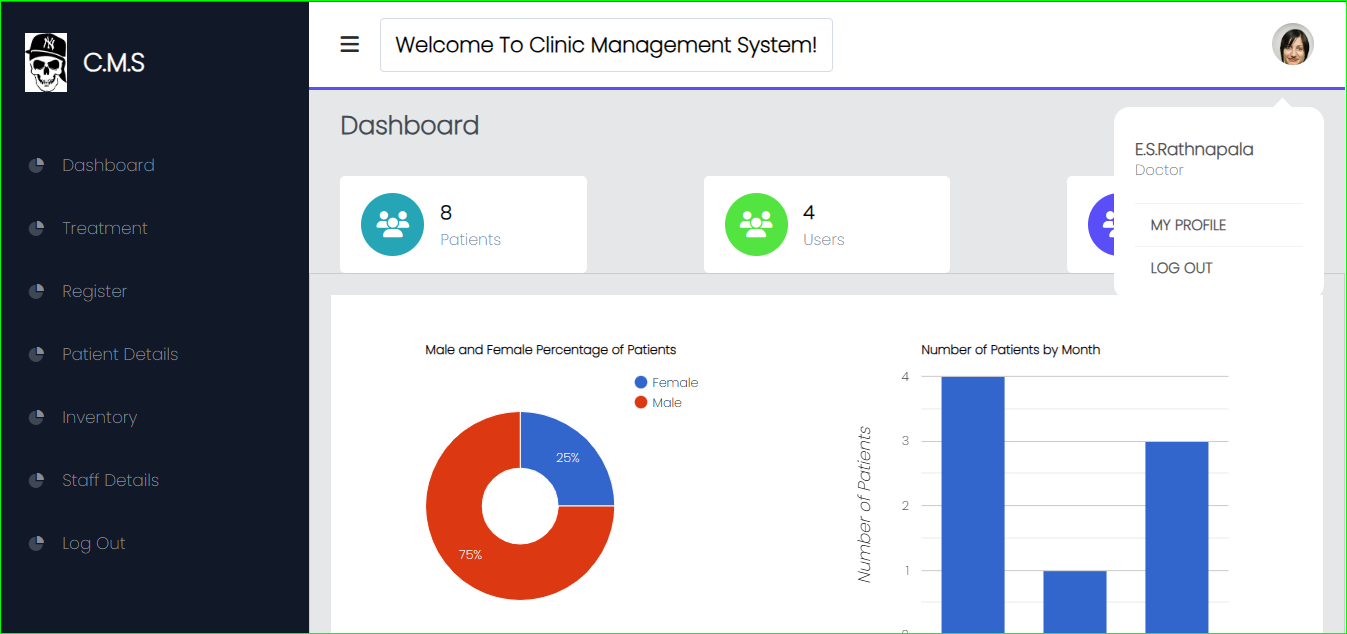 C.M.S
Welcome To Clinic Management System!
Dashboard
Treatment
Register
Patient Details
Inventory
Staff Details
Log Out
Dashboard
8
Patients
4
Users
E.S.Rathnapala
Doctor
MY PROFILE
LOG OUT
Male and Female Percentage of Patients
Female
Male
25%
75%
Number of Patients by Month
Number of Patients
4
3
2
1